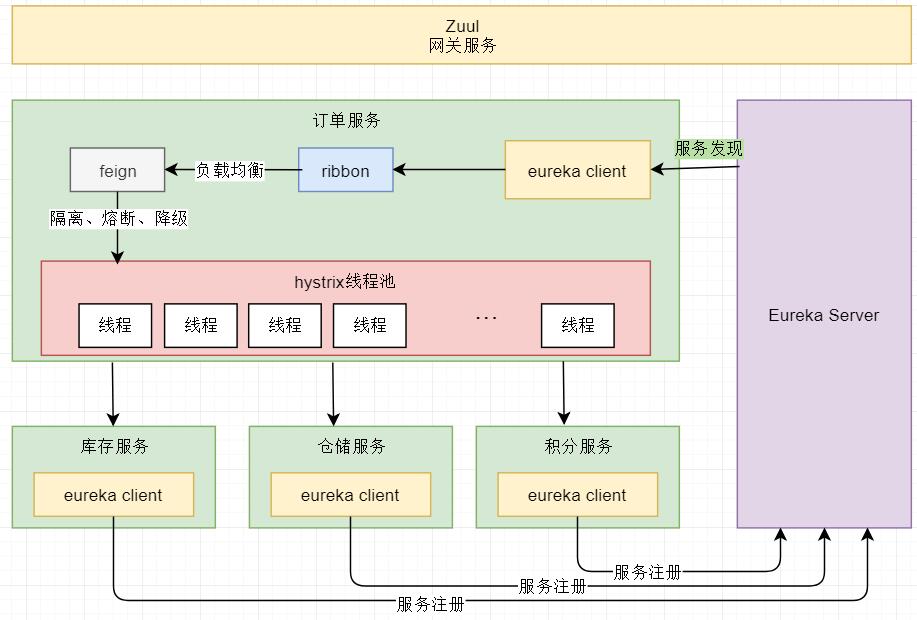 Zuul
网关服务
订单服务
服务发现
feign
负载均衡
ribbon
eureka client
隔离、熔断、降级
hystrix线程池
线程
线程
线程
线程
...
线程
Eureka Server
库存服务
eureka client
仓储服务
eureka client
积分服务
eureka client
服务注册
服务注册
服务注册